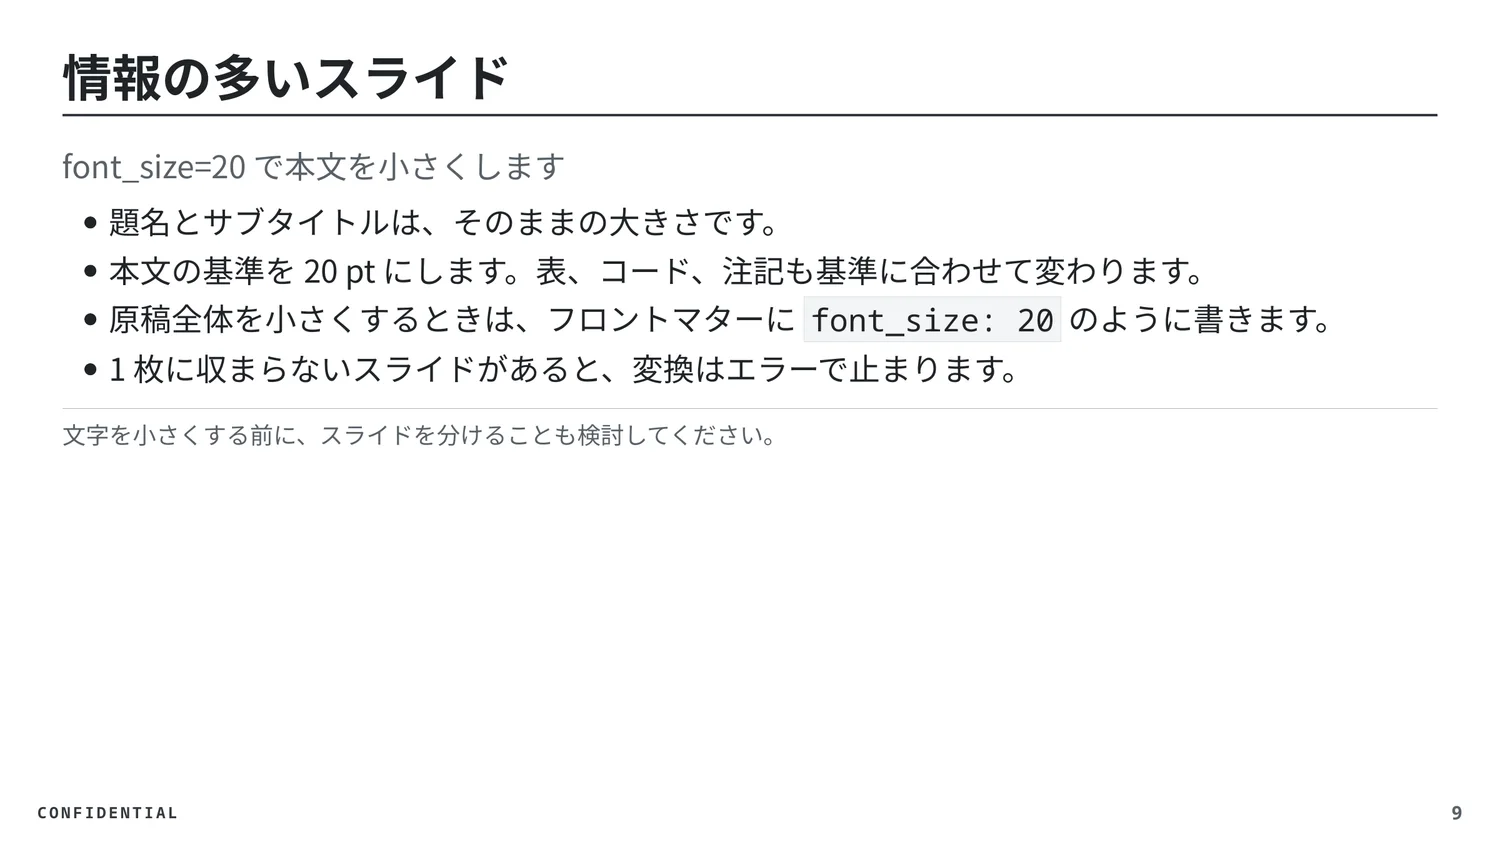 情報の多いスライド
font_size=20 で本文を小さくします
• 題名とサブタイトルは、そのままの大きさです。
• 本文の基準を 20 pt にします。表、コード、注記も基準に合わせて変わります。
• 原稿全体を小さくするときは、フロントマターに font_size: 20 のように書きます。
• 1 枚に収まらないスライドがあると、変換はエラーで止まります。
文字を小さくする前に、スライドを分けることも検討してください。
CONFIDENTIAL
9